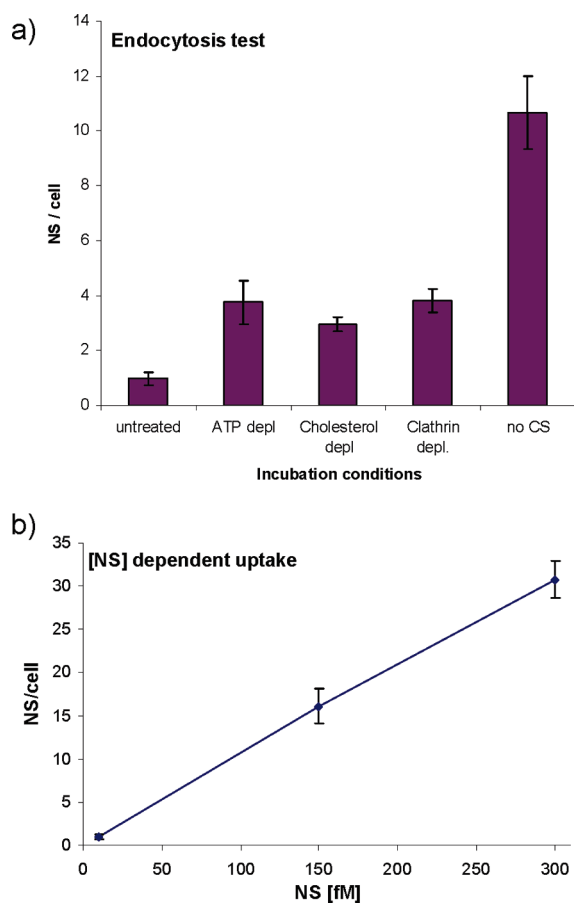 a)
Endocytosis test
14
12
10
8
6
4
2
0
NS / cell
untreated
ATP depl
Cholesterol
depl
Clathrin
depl.
no CS
Incubation conditions
b)
[NS] dependent uptake
35
30
25
20
15
10
5
0
NS/cell
0
50
100
150
200
250
300
NS [fM]